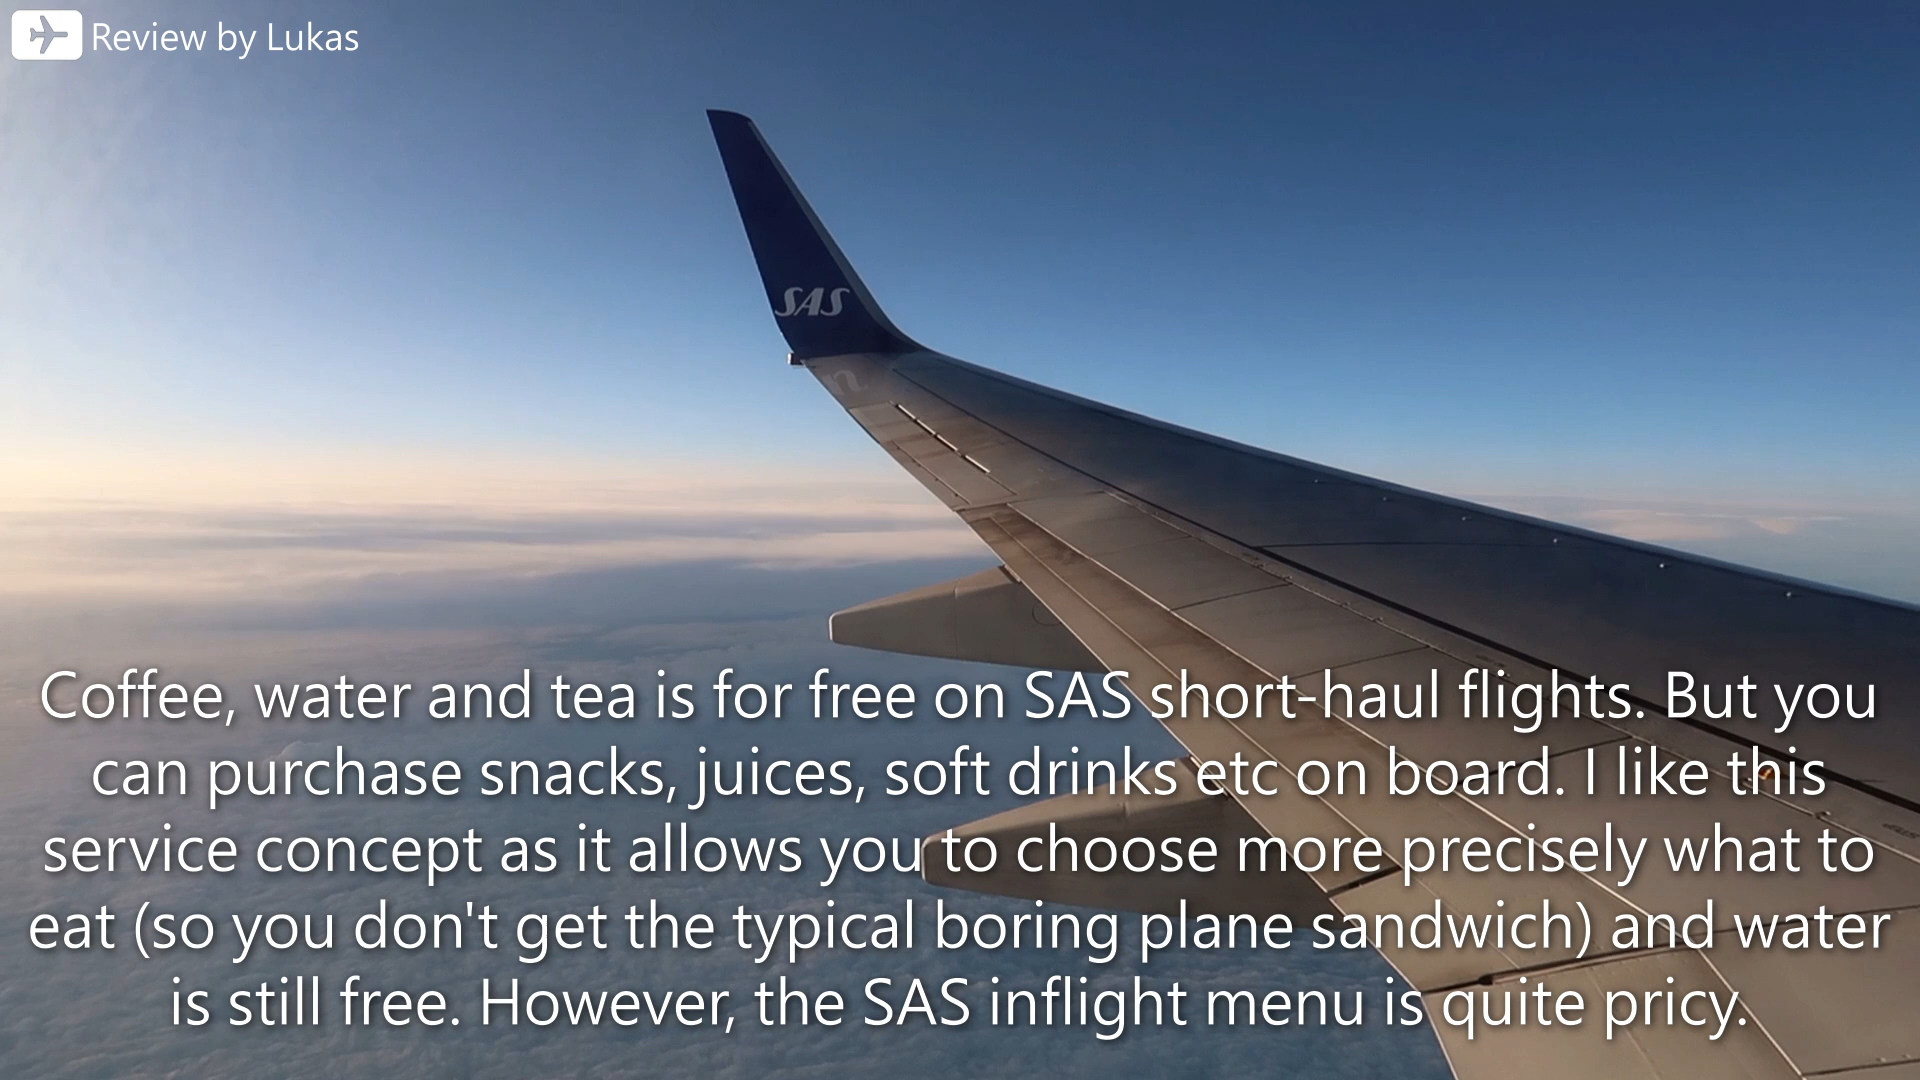 Review by Lukas
SAS
Coffee, water and tea is for free on SAS short-haul flights. But you
can purchase snacks, juices, soft drinks etc on board. I like this
service concept as it allows you to choose more precisely what to
eat (so you don't get the typical boring plane sandwich) and water
is still free. However, the SAS inflight menu is quite pricy.